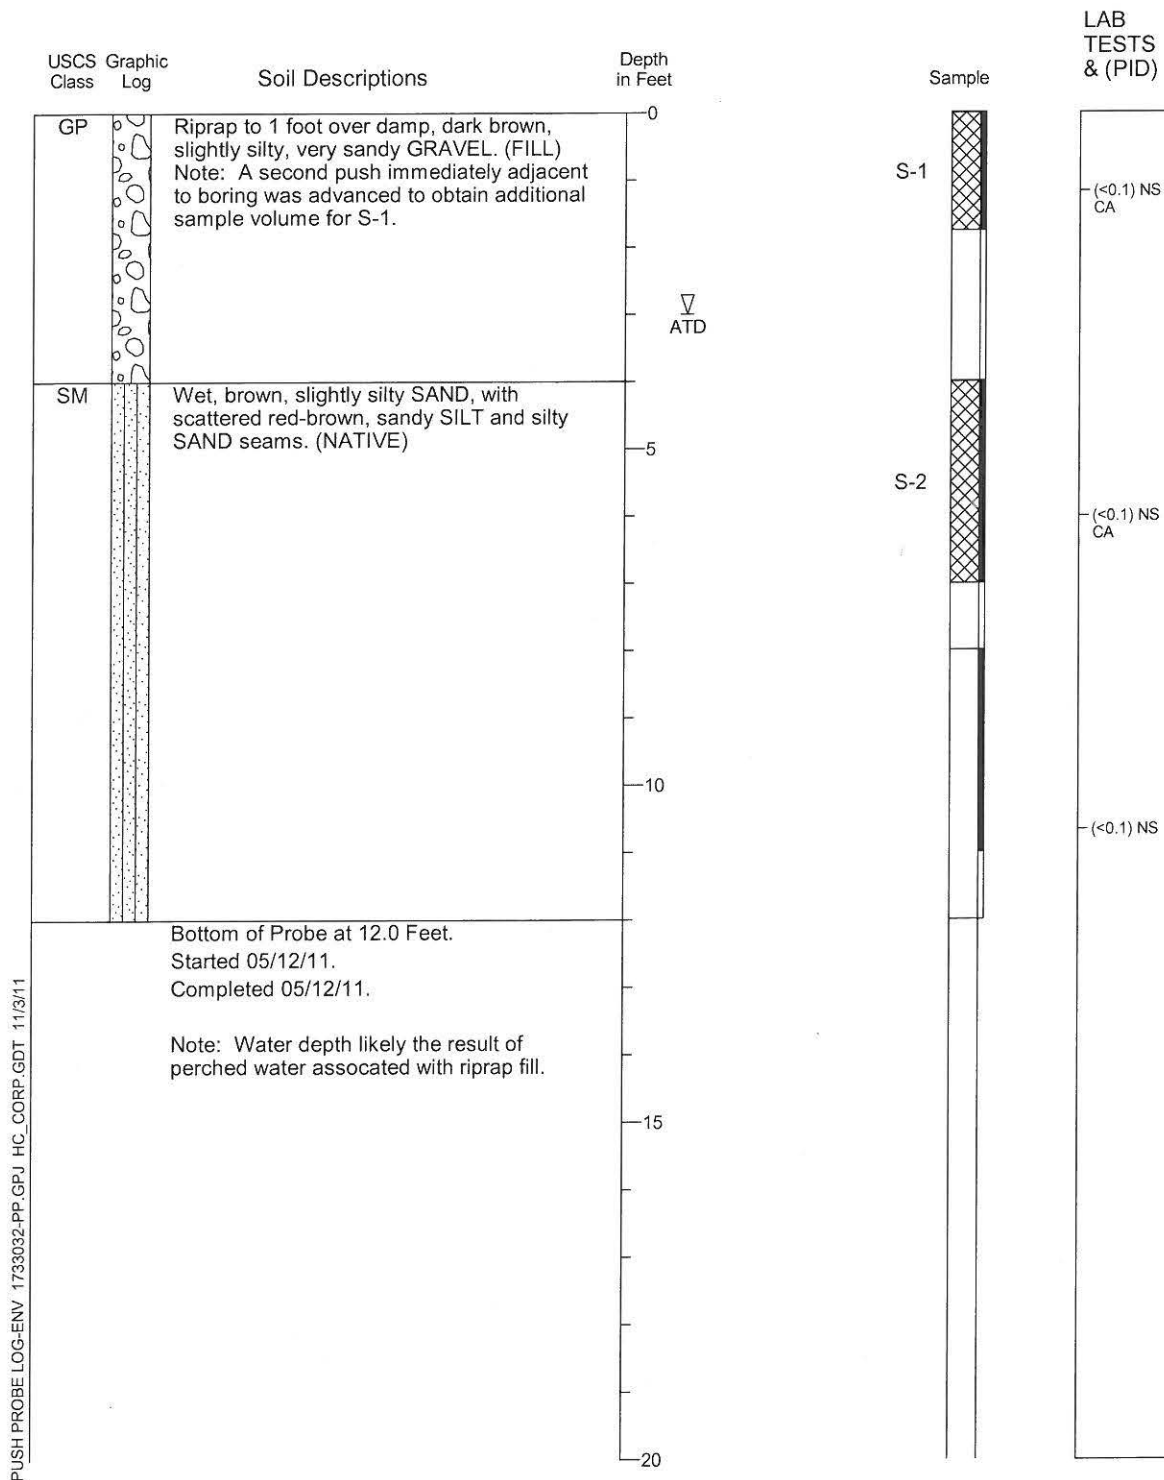 USCS Class
Graphic Log
Soil Descriptions
Depth in Feet
Sample
LAB TESTS & (PID)
GP
Riprap to 1 foot over damp, dark brown,
slightly silty, very sandy GRAVEL. (FILL)
Note: A second push immediately adjacent
to boring was advanced to obtain additional
sample volume for S-1.
0
S-1
(<0.1) NS
CA
ATD
SM
Wet, brown, slightly silty SAND, with
scattered red-brown, sandy SILT and silty
SAND seams. (NATIVE)
5
S-2
(<0.1) NS
CA
10
(<0.1) NS
Bottom of Probe at 12.0 Feet.
Started 05/12/11.
Completed 05/12/11.
Note: Water depth likely the result of
perched water assocated with riprap fill.
15
20
PUSH PROBE LOG-ENV 1733032-PP.GPJ HC_CORP.GDT 11/3/11